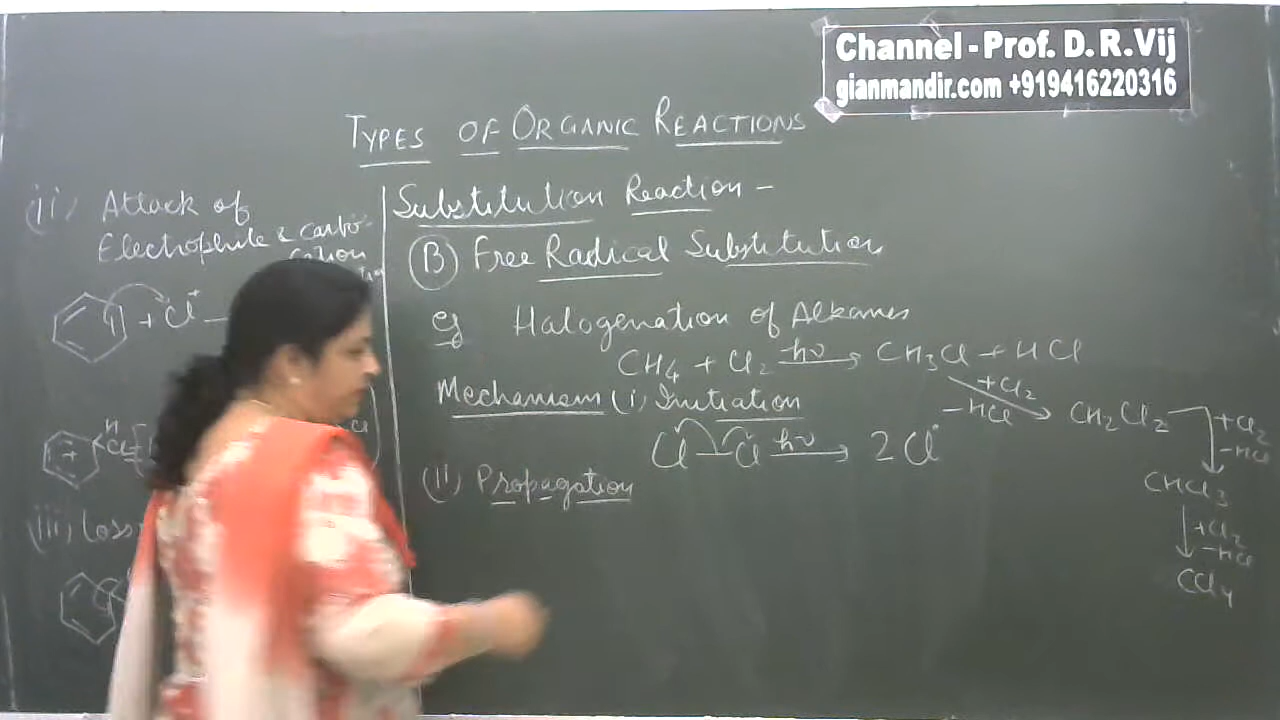 Channel - Prof. D. R. Vij
gianmandir.com +919416220316
TYPES OF ORGANIC REACTIONS
(ii) Attack of
Electrophile & carbo-
cation
+ Cl⁺ —
H
Cl
(iii) Loss
Substitution Reaction -
(B) Free Radical Substitution
eg Halogenation of Alkanes
CH₄ + Cl₂ —hν→ CH₃Cl + HCl
+Cl₂
-HCl
CH₂Cl₂
+Cl₂
-HCl
CHCl₃
+Cl₂
-HCl
CCl₄
Mechanism (i) Initiation
Cl—Cl —hν→ 2Cl•
(ii) Propagation